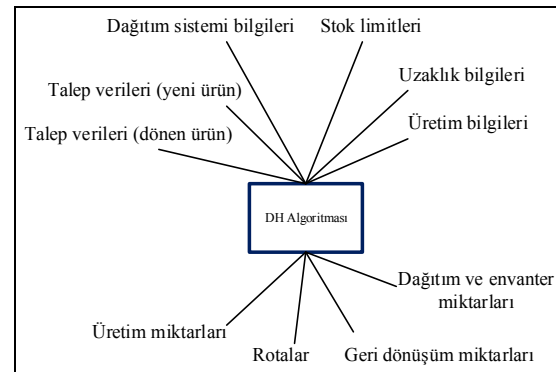 Dağıtım sistemi bilgileri
Stok limitleri
Uzaklık bilgileri
Talep verileri (yeni ürün)
Üretim bilgileri
Talep verileri (dönen ürün)
DH Algoritması
Dağıtım ve envanter
miktarları
Üretim miktarları
Rotalar
Geri dönüşüm miktarları